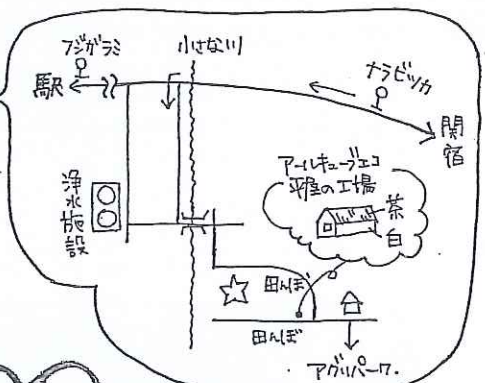 フジガラミ
小さな川
駅
ナラビツカ
関宿
アールキューブエコ
平屋の工場
茶
白
浄水施設
田んぼ
田んぼ
アグリパーク.